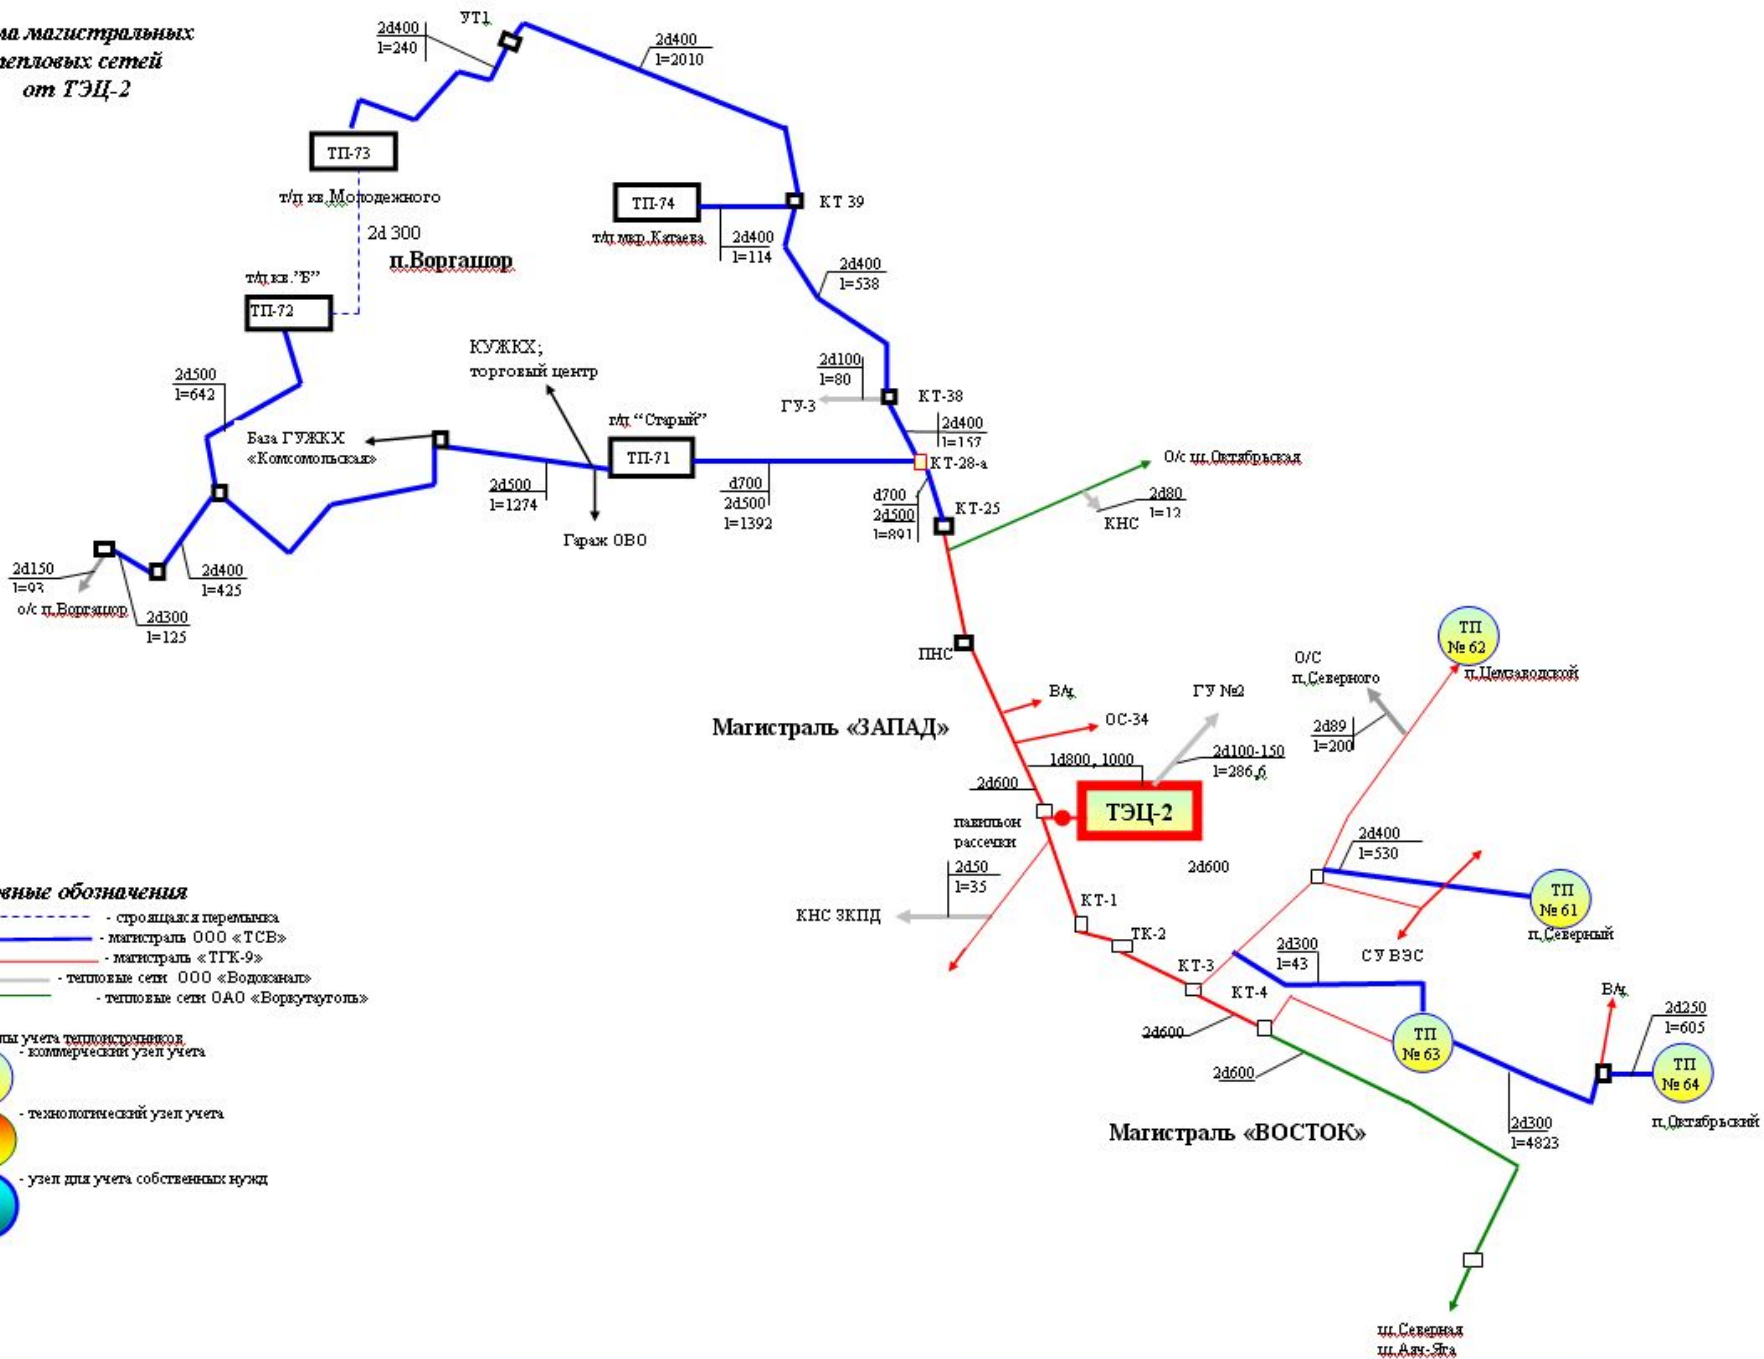 ма магистральных
тепловых сетей
от ТЭЦ-2
УТ1
2d400
l=240
2d400
l=2010
ТП-73
т/п кв.Молодежного
2d 300
п.Воргашор
ТП-74
т/п мкр.Катаева
2d400
l=114
КТ 39
2d400
l=538
т/п кв."Б"
ТП-72
2d500
l=642
КУЖКХ;
торговый центр
2d100
l=80
ГУ-3
КТ-38
2d400
l=157
База ГУЖКХ
«Комсомольская»
т/п "Старый"
ТП-71
КТ-28-а
2d500
l=1274
d700
2d500
l=1392
d700
2d500
l=891
КТ-25
Гараж ОВО
О/с ш.Октябрьская
2d80
l=12
КНС
2d150
l=93
о/с п.Воргашор
2d400
l=425
2d300
l=125
ПНС
В/ч
ОС-34
ГУ №2
Магистраль «ЗАПАД»
1d800, 1000
2d100-150
l=286,6
2d600
ТЭЦ-2
павильон
рассечки
2d50
l=35
КНС ЗКПД
2d600
О/С
п.Северного
2d89
l=200
ТП
№ 62
п.Цемзаводской
2d400
l=530
ТП
№ 61
п.Северный
СУ ВЭС
КТ-1
ТК-2
КТ-3
КТ-4
2d300
l=43
2d600
2d600
ТП
№ 63
В/ч
2d250
l=605
ТП
№ 64
п.Октябрьский
2d300
l=4823
Магистраль «ВОСТОК»
ш.Северная
ш.Аяч-Яга
вные обозначения
- строящаяся перемычка
- магистраль ООО «ТСВ»
- магистраль «ТГК-9»
- тепловые сети ООО «Водоканал»
- тепловые сети ОАО «Воркутауголь»
лы учета теплоисточников
- коммерческий узел учета
- технологический узел учета
- узел для учета собственных нужд